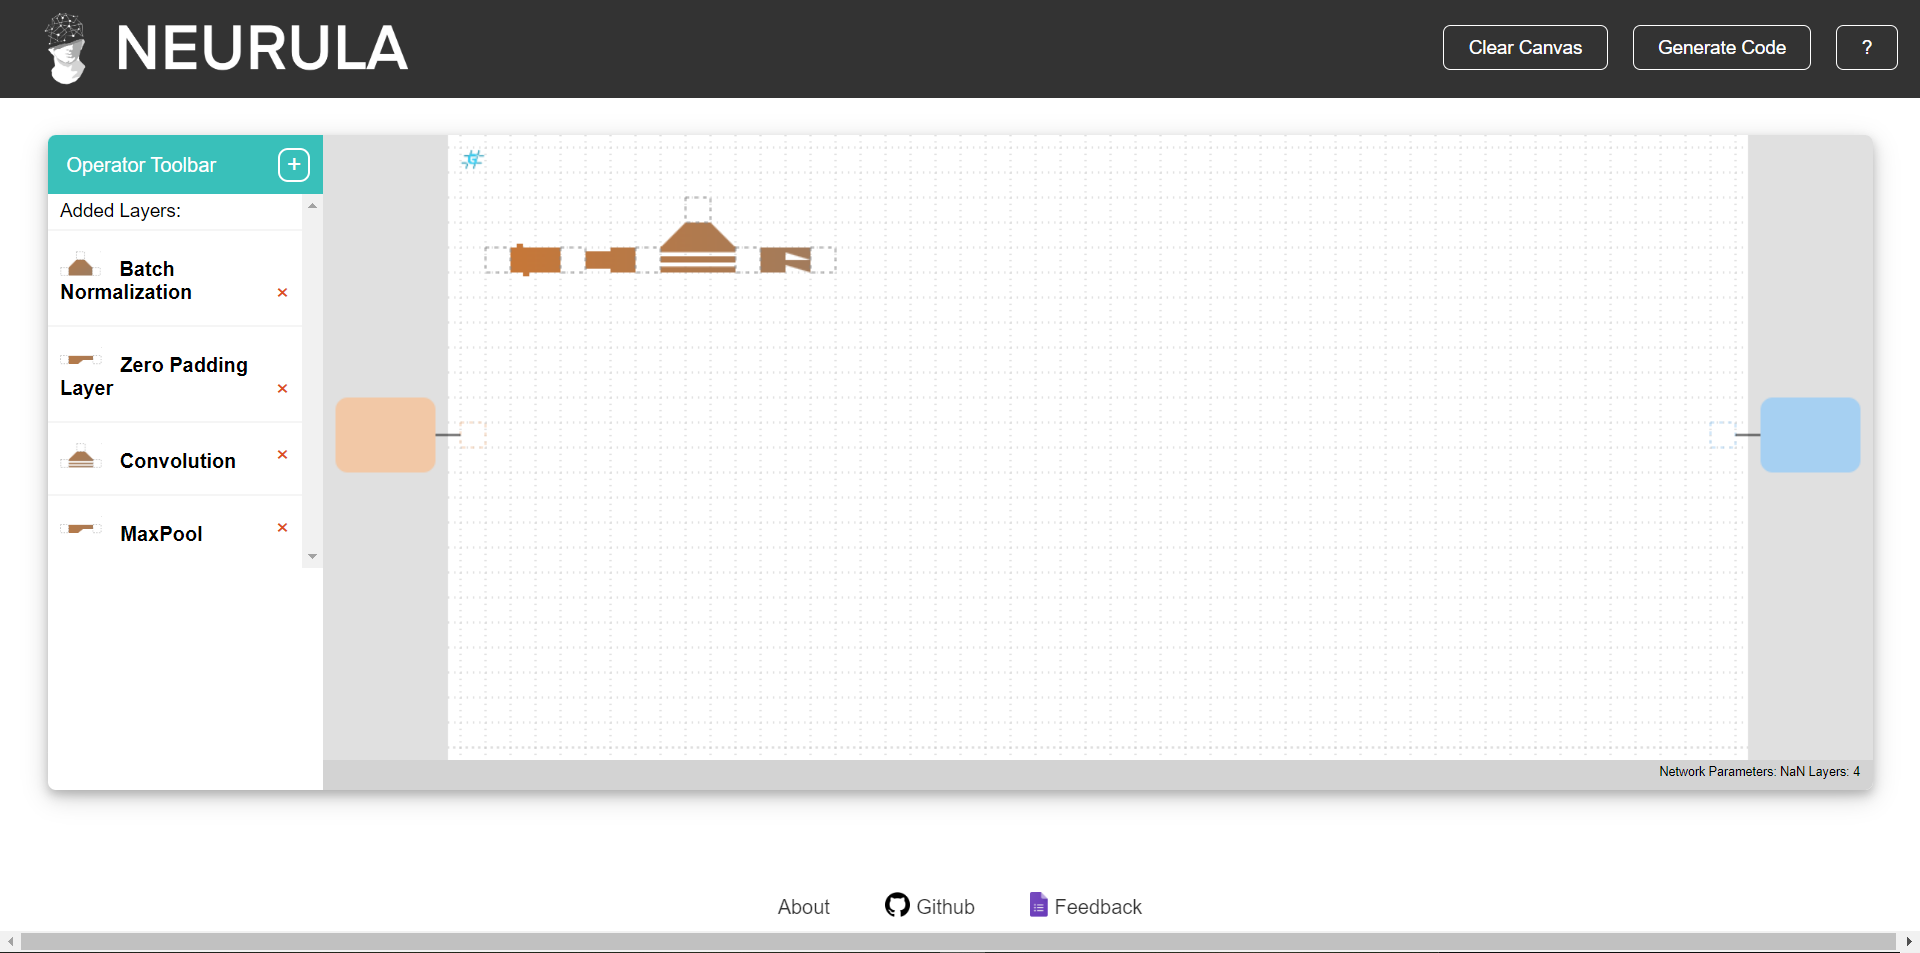 NEURULA
Clear Canvas
Generate Code
?
Operator Toolbar
+
Added Layers:
Batch
Normalization ×
Zero Padding
Layer ×
Convolution ×
MaxPool ×
Network Parameters: NaN Layers: 4
About
Github
Feedback